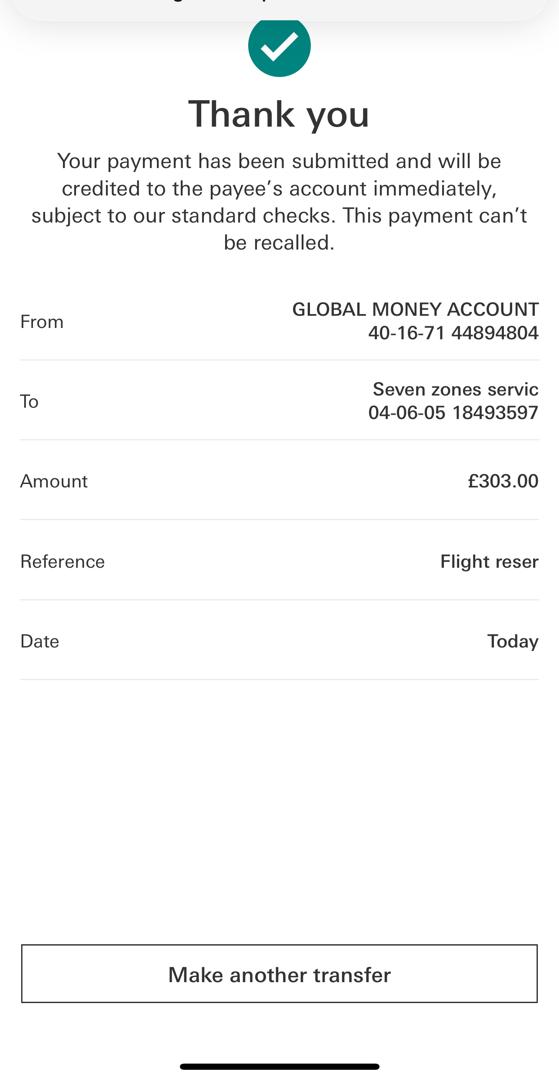 Thank you
Your payment has been submitted and will be
credited to the payee's account immediately,
subject to our standard checks. This payment can't
be recalled.
From
GLOBAL MONEY ACCOUNT
40-16-71 44894804
To
Seven zones servic
04-06-05 18493597
Amount
£303.00
Reference
Flight reser
Date
Today
Make another transfer